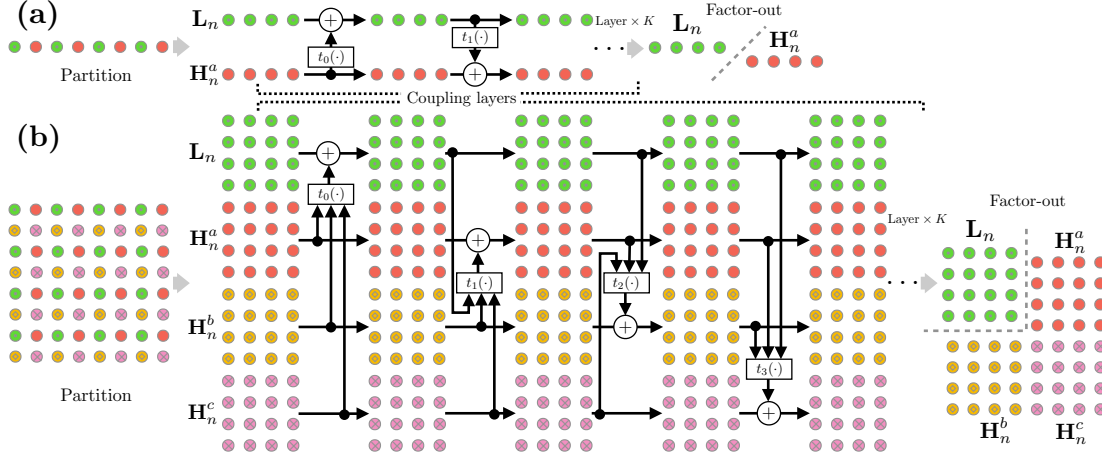 (a)
Partition
L_n
H_n^a
+
t_0(·)
t_1(·)
+
Layer × K
· · ·
L_n
Factor-out
H_n^a
Coupling layers
(b)
Partition
L_n
H_n^a
H_n^b
H_n^c
+
t_0(·)
+
t_1(·)
t_2(·)
+
t_3(·)
+
Layer × K
· · ·
Factor-out
L_n
H_n^a
H_n^b
H_n^c